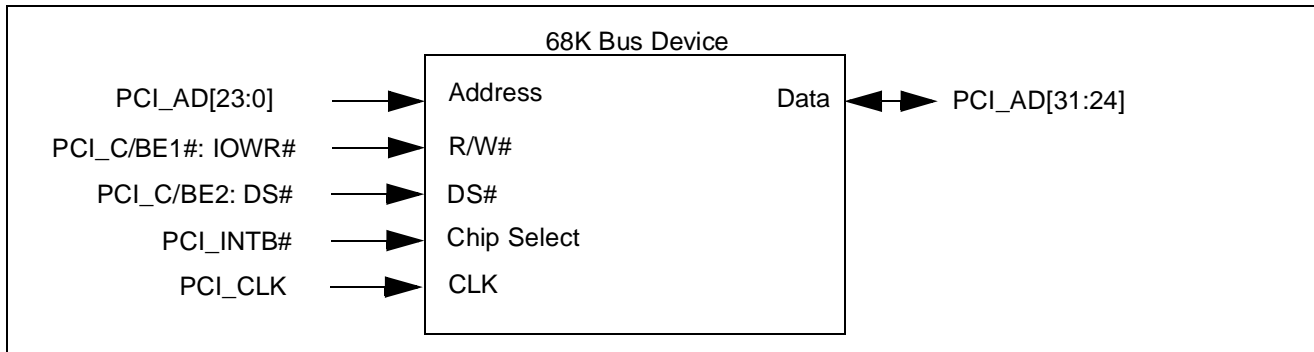 68K Bus Device
PCI_AD[23:0] Address Data PCI_AD[31:24]
PCI_C/BE1#: IOWR# R/W#
PCI_C/BE2: DS# DS#
PCI_INTB# Chip Select
PCI_CLK CLK